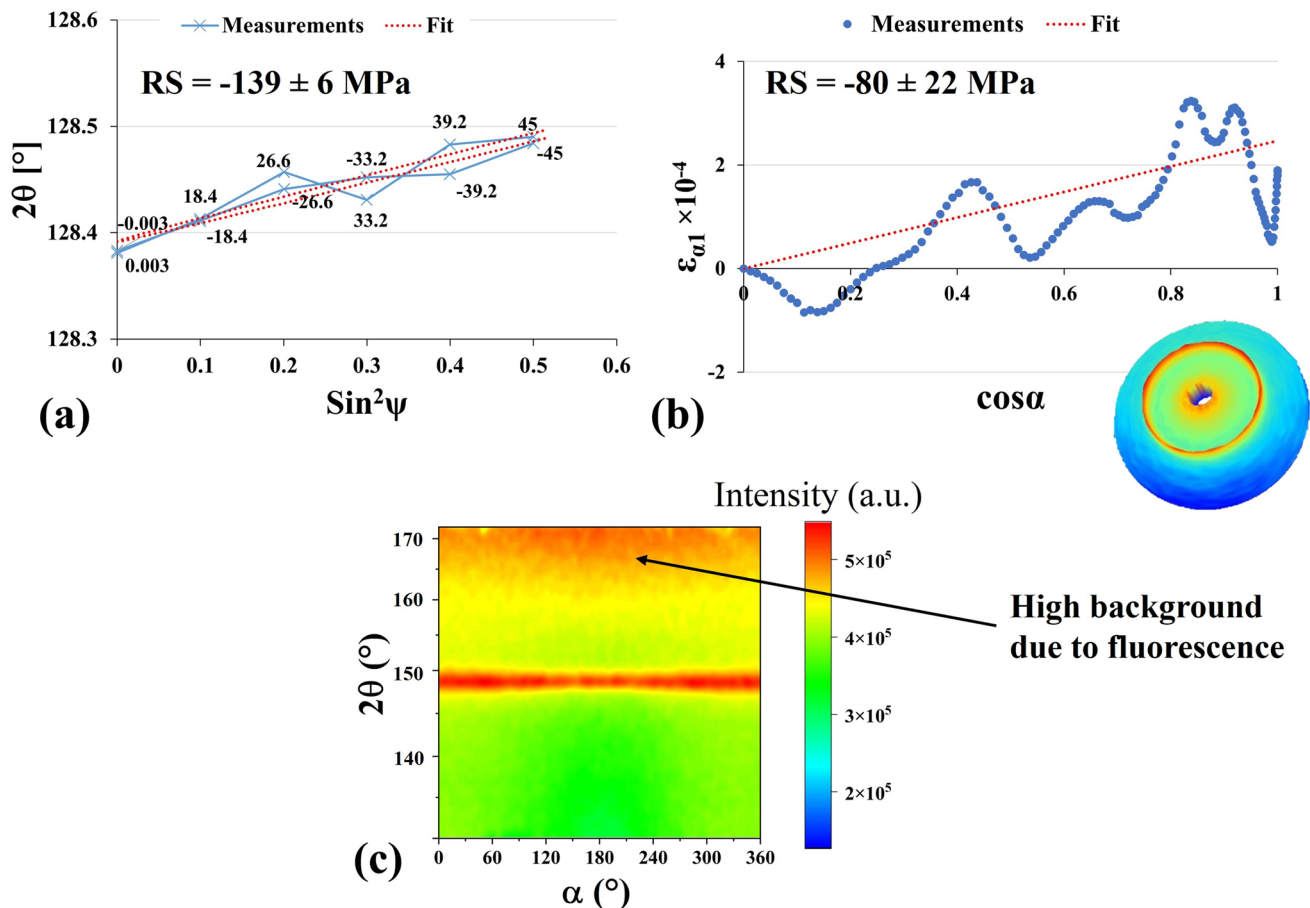 Measurements
Fit
RS = -139 ± 6 MPa
2θ [°]
128.6
128.5
128.4
128.3
-0.003
0.003
18.4
-18.4
26.6
-26.6
-33.2
33.2
39.2
-39.2
45
-45
0
0.1
0.2
0.3
0.4
0.5
0.6
Sin²ψ
(a)
Measurements
Fit
RS = -80 ± 22 MPa
εα1 ×10⁻⁴
4
2
0
-2
0
0.2
0.4
0.6
0.8
1
cosα
(b)
Intensity (a.u.)
2θ (°)
170
160
150
140
0
60
120
180
240
300
360
α (°)
5×10⁵
4×10⁵
3×10⁵
2×10⁵
High background
due to fluorescence
(c)